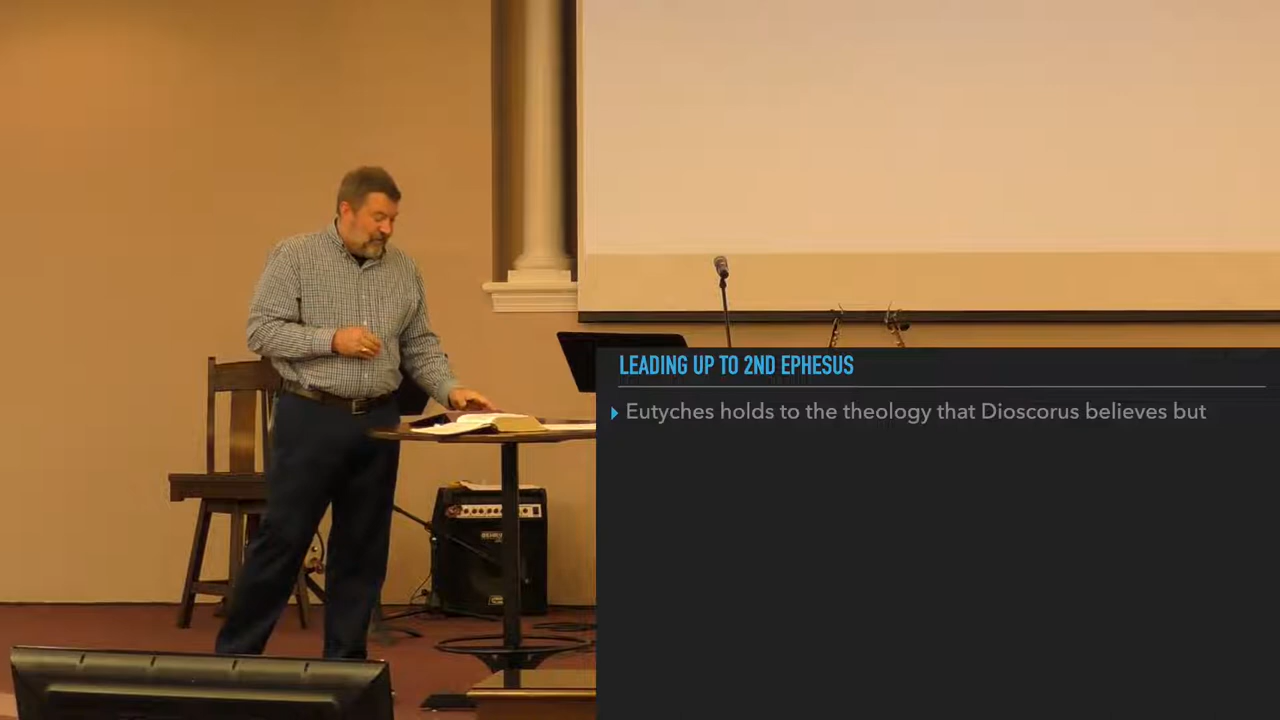 LEADING UP TO 2ND EPHESUS
Eutyches holds to the theology that Dioscorus believes but